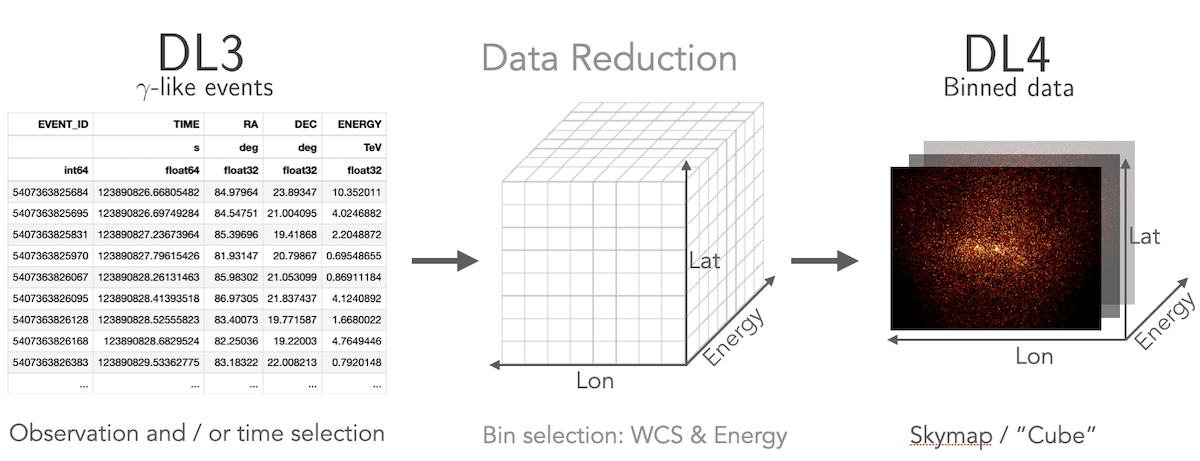 DL3
γ-like events
EVENT_ID TIME RA DEC ENERGY
s deg deg TeV
int64 float64 float32 float32 float32
5407363825684 123890826.66805482 84.97964 23.89347 10.352011
5407363825695 123890826.69749284 84.54751 21.004095 4.0246882
5407363825831 123890827.23673964 85.39696 19.41868 2.2048872
5407363825970 123890827.79615426 81.93147 20.79867 0.69548655
5407363826067 123890828.26131463 85.98302 21.053099 0.86911184
5407363826095 123890828.41393518 86.97305 21.837437 4.1240892
5407363826128 123890828.52555823 83.40073 19.771587 1.6680022
5407363826168 123890828.6829524 82.25036 19.22003 4.7649446
5407363826383 123890829.53362775 83.18322 22.008213 0.7920148
... ... ... ... ...
Observation and / or time selection
Data Reduction
Lat
Energy
Lon
Bin selection: WCS & Energy
DL4
Binned data
Lat
Energy
Lon
Skymap / "Cube"